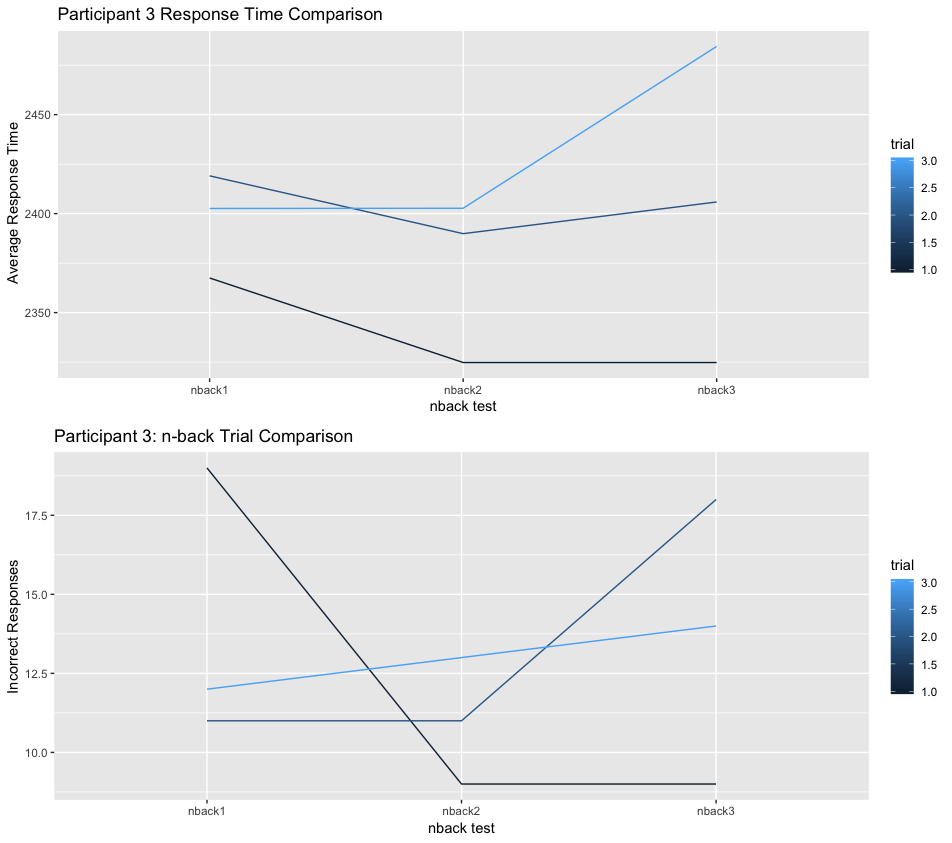 Participant 3 Response Time Comparison
Average Response Time
2450
2400
2350
nback1 nback2 nback3
nback test
trial
3.0
2.5
2.0
1.5
1.0
Participant 3: n-back Trial Comparison
Incorrect Responses
17.5
15.0
12.5
10.0
nback1 nback2 nback3
nback test
trial
3.0
2.5
2.0
1.5
1.0